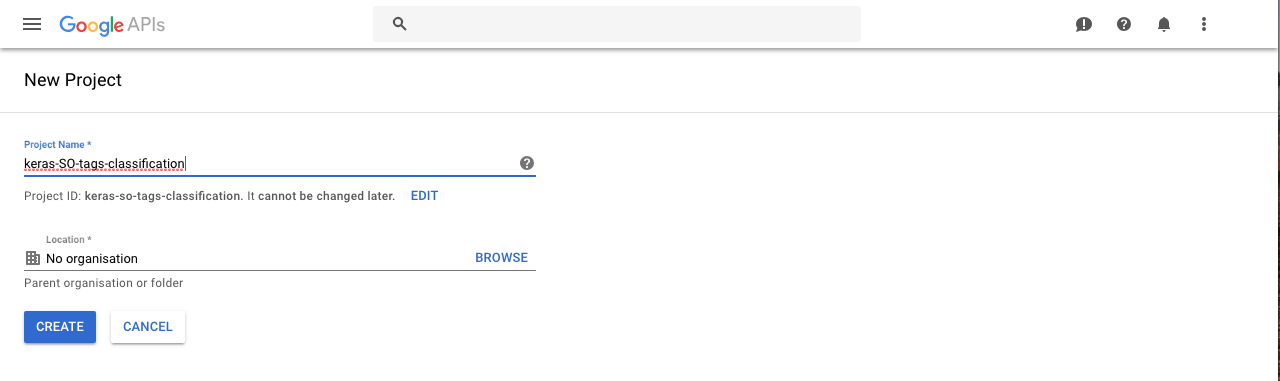 Google APIs
New Project
Project Name *
keras-SO-tags-classification
Project ID: keras-so-tags-classification. It cannot be changed later. EDIT
Location *
No organisation BROWSE
Parent organisation or folder
CREATE CANCEL